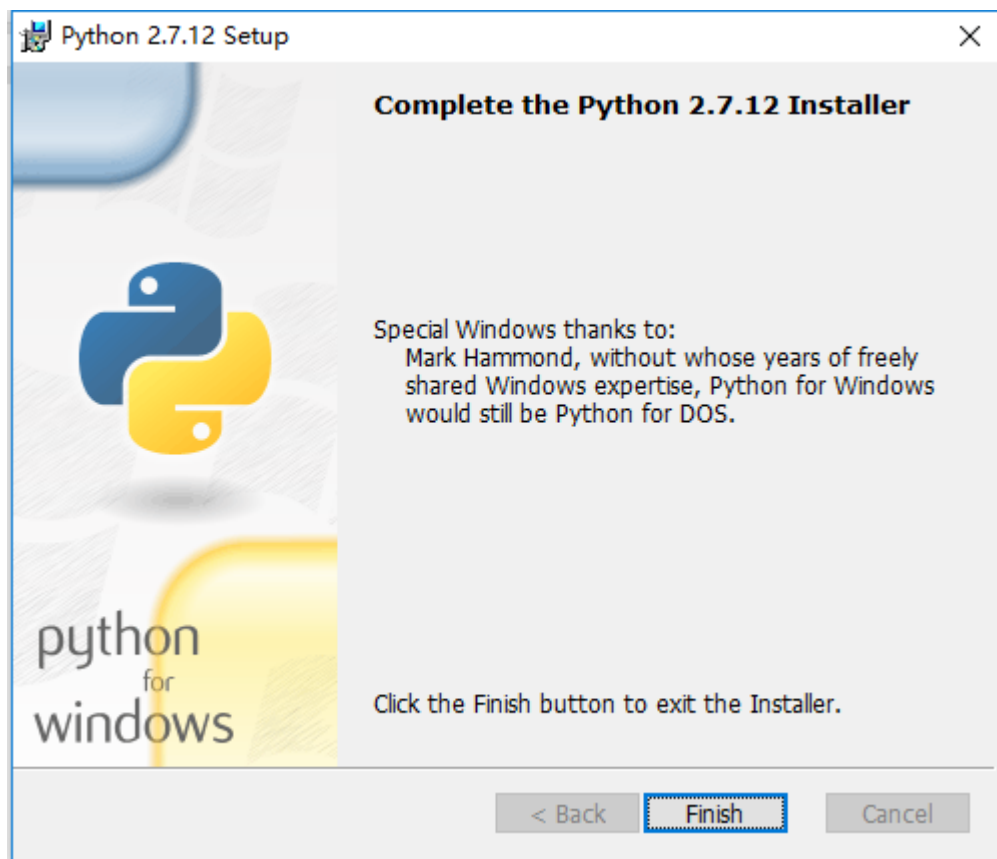 Python 2.7.12 Setup
Complete the Python 2.7.12 Installer
Special Windows thanks to:
Mark Hammond, without whose years of freely
shared Windows expertise, Python for Windows
would still be Python for DOS.
python
for
windows
Click the Finish button to exit the Installer.
< Back Finish Cancel